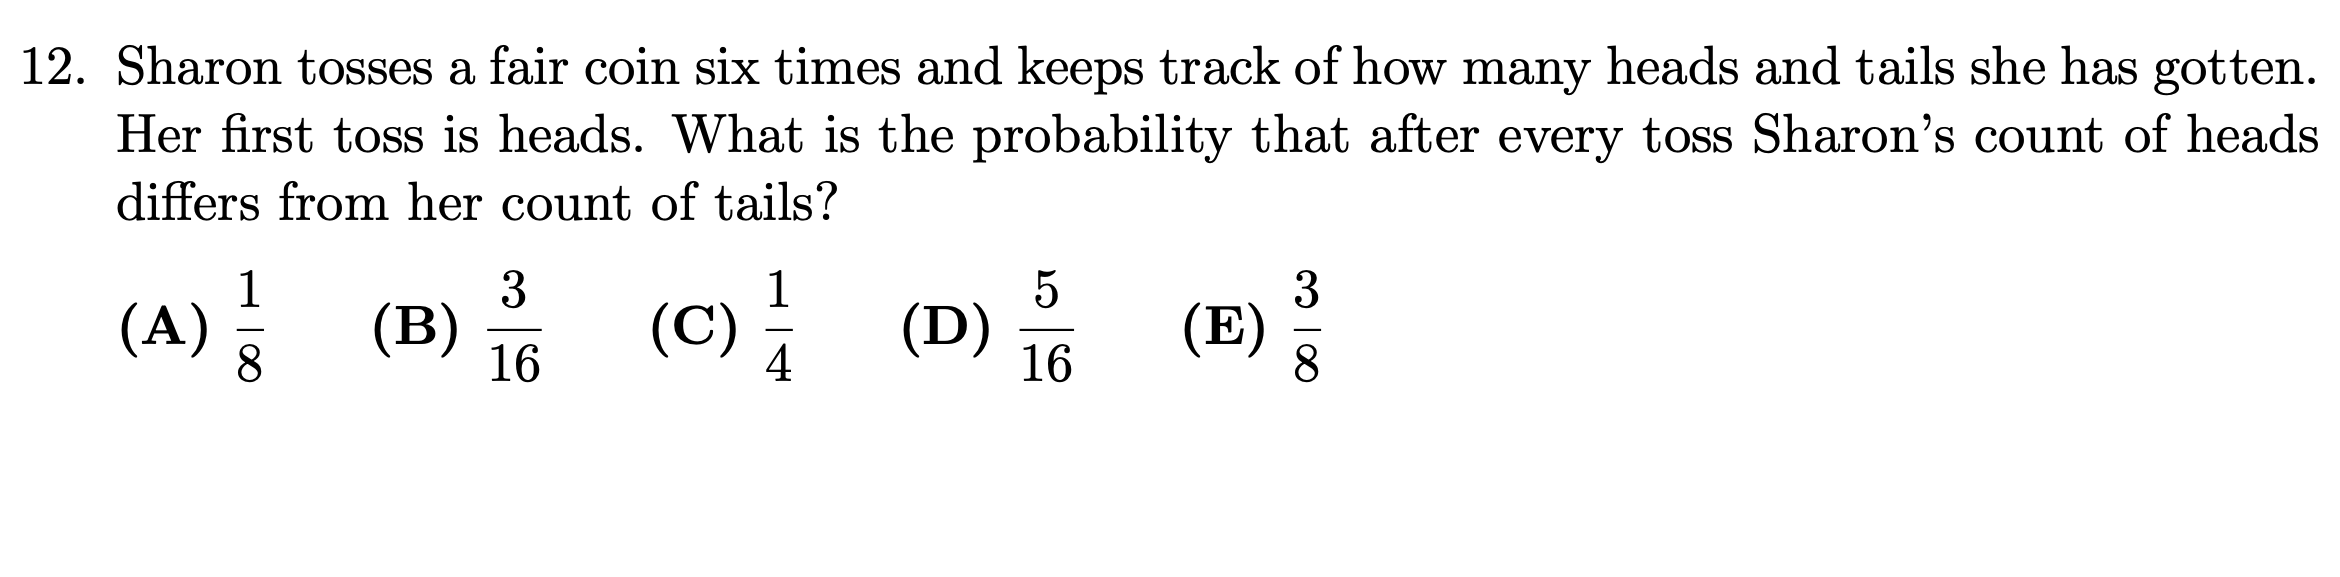 12. Sharon tosses a fair coin six times and keeps track of how many heads and tails she has gotten.
Her first toss is heads. What is the probability that after every toss Sharon's count of heads
differs from her count of tails?
(A) 1/8 (B) 3/16 (C) 1/4 (D) 5/16 (E) 3/8